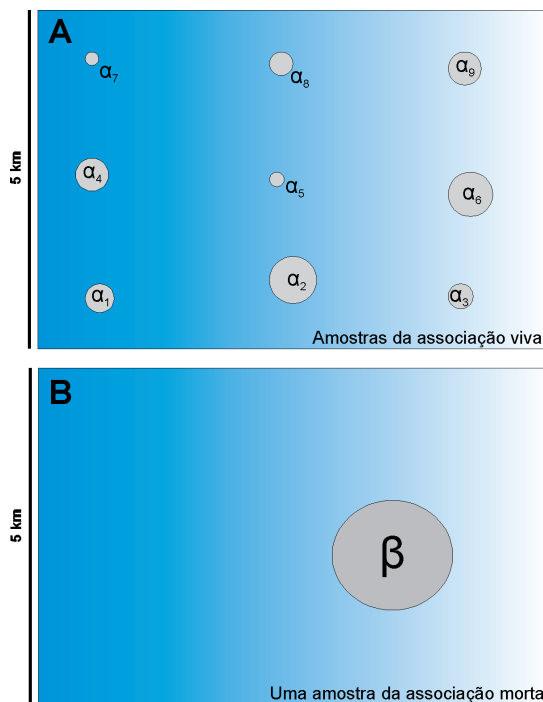 A
α7
α8
α9
5 km
α4
α5
α6
α1
α2
α3
Amostras da associação viva
B
5 km
β
Uma amostra da associação morta